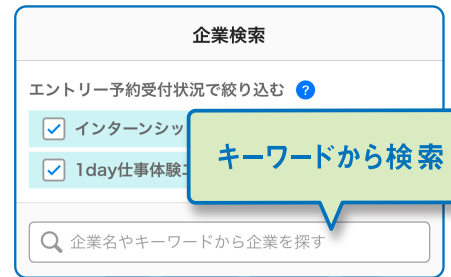 企業検索
エントリー予約受付状況で絞り込む ?
インターンシッ
1day仕事体験
キーワードから検索
企業名やキーワードから企業を探す